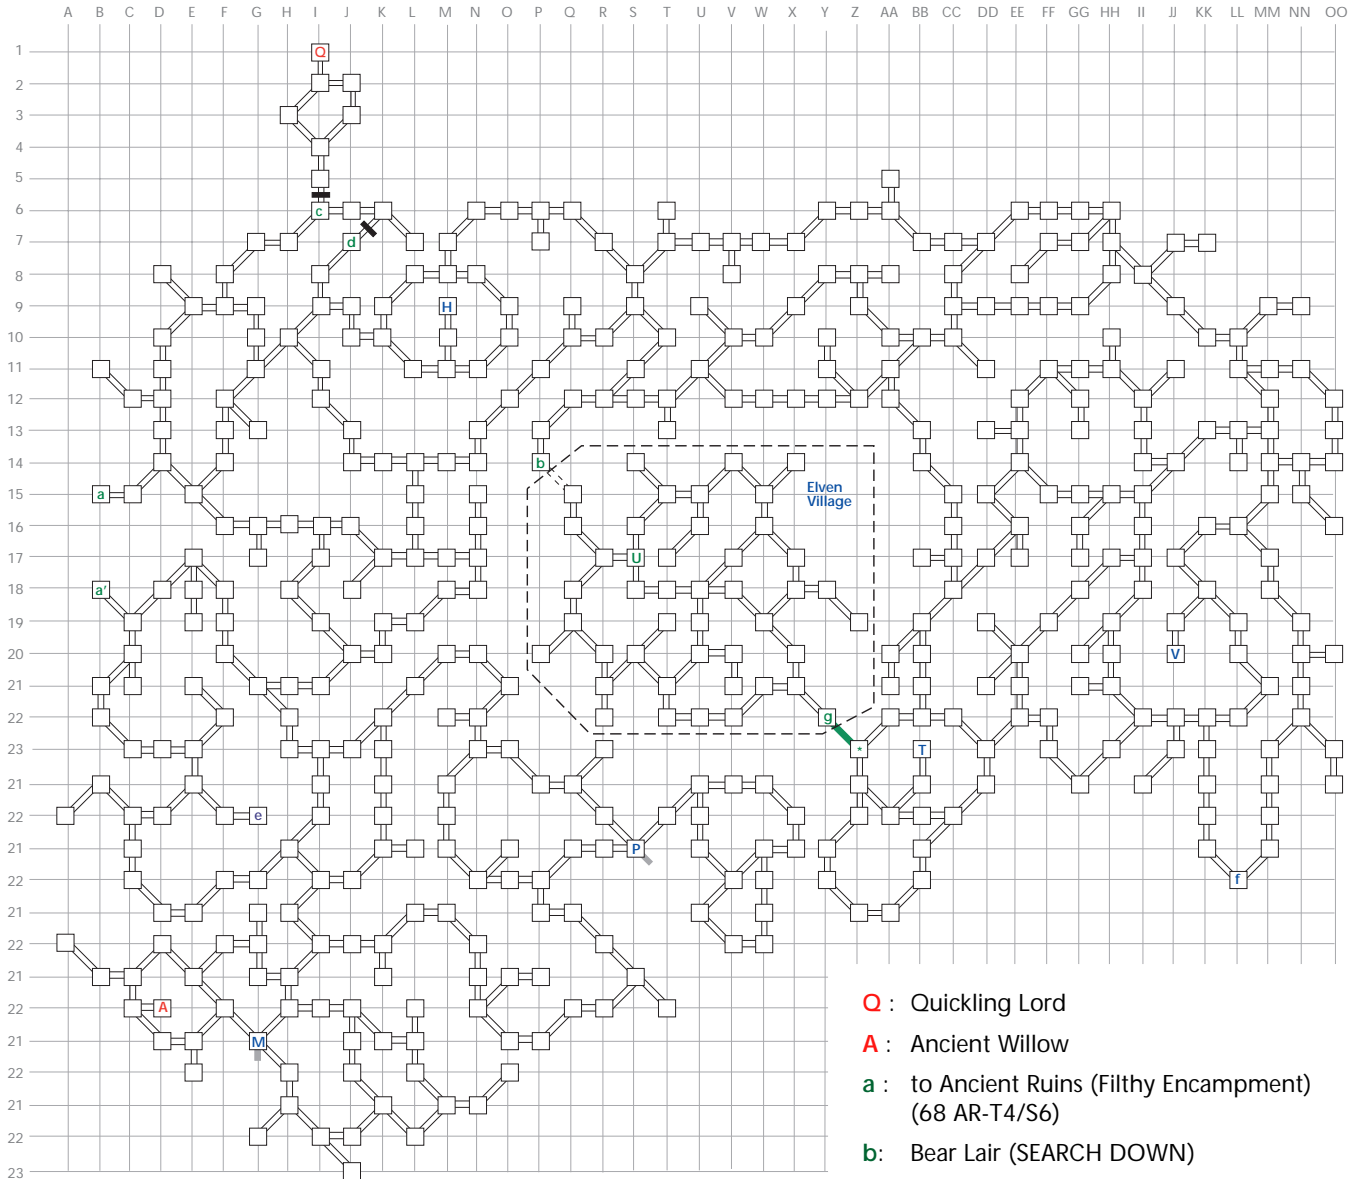 A B C D E F G H I J K L M N O P Q R S T U V W X Y Z AA BB CC DD EE FF GG HH II JJ KK LL MM NN OO
1 Q
2
3
4
5
6 c
7 d
8
9 H
10
11
12
13
14 b
15 a Elven
Village
16
17 U
18 a'
19
20 V
21
22 g
23 * T
21
22 e
21 P
22 f
21
22
21
22 A
21 M
22
21
22
23
Q : Quickling Lord
A : Ancient Willow
a : to Ancient Ruins (Filthy Encampment)
(68 AR-T4/S6)
b: Bear Lair (SEARCH DOWN)